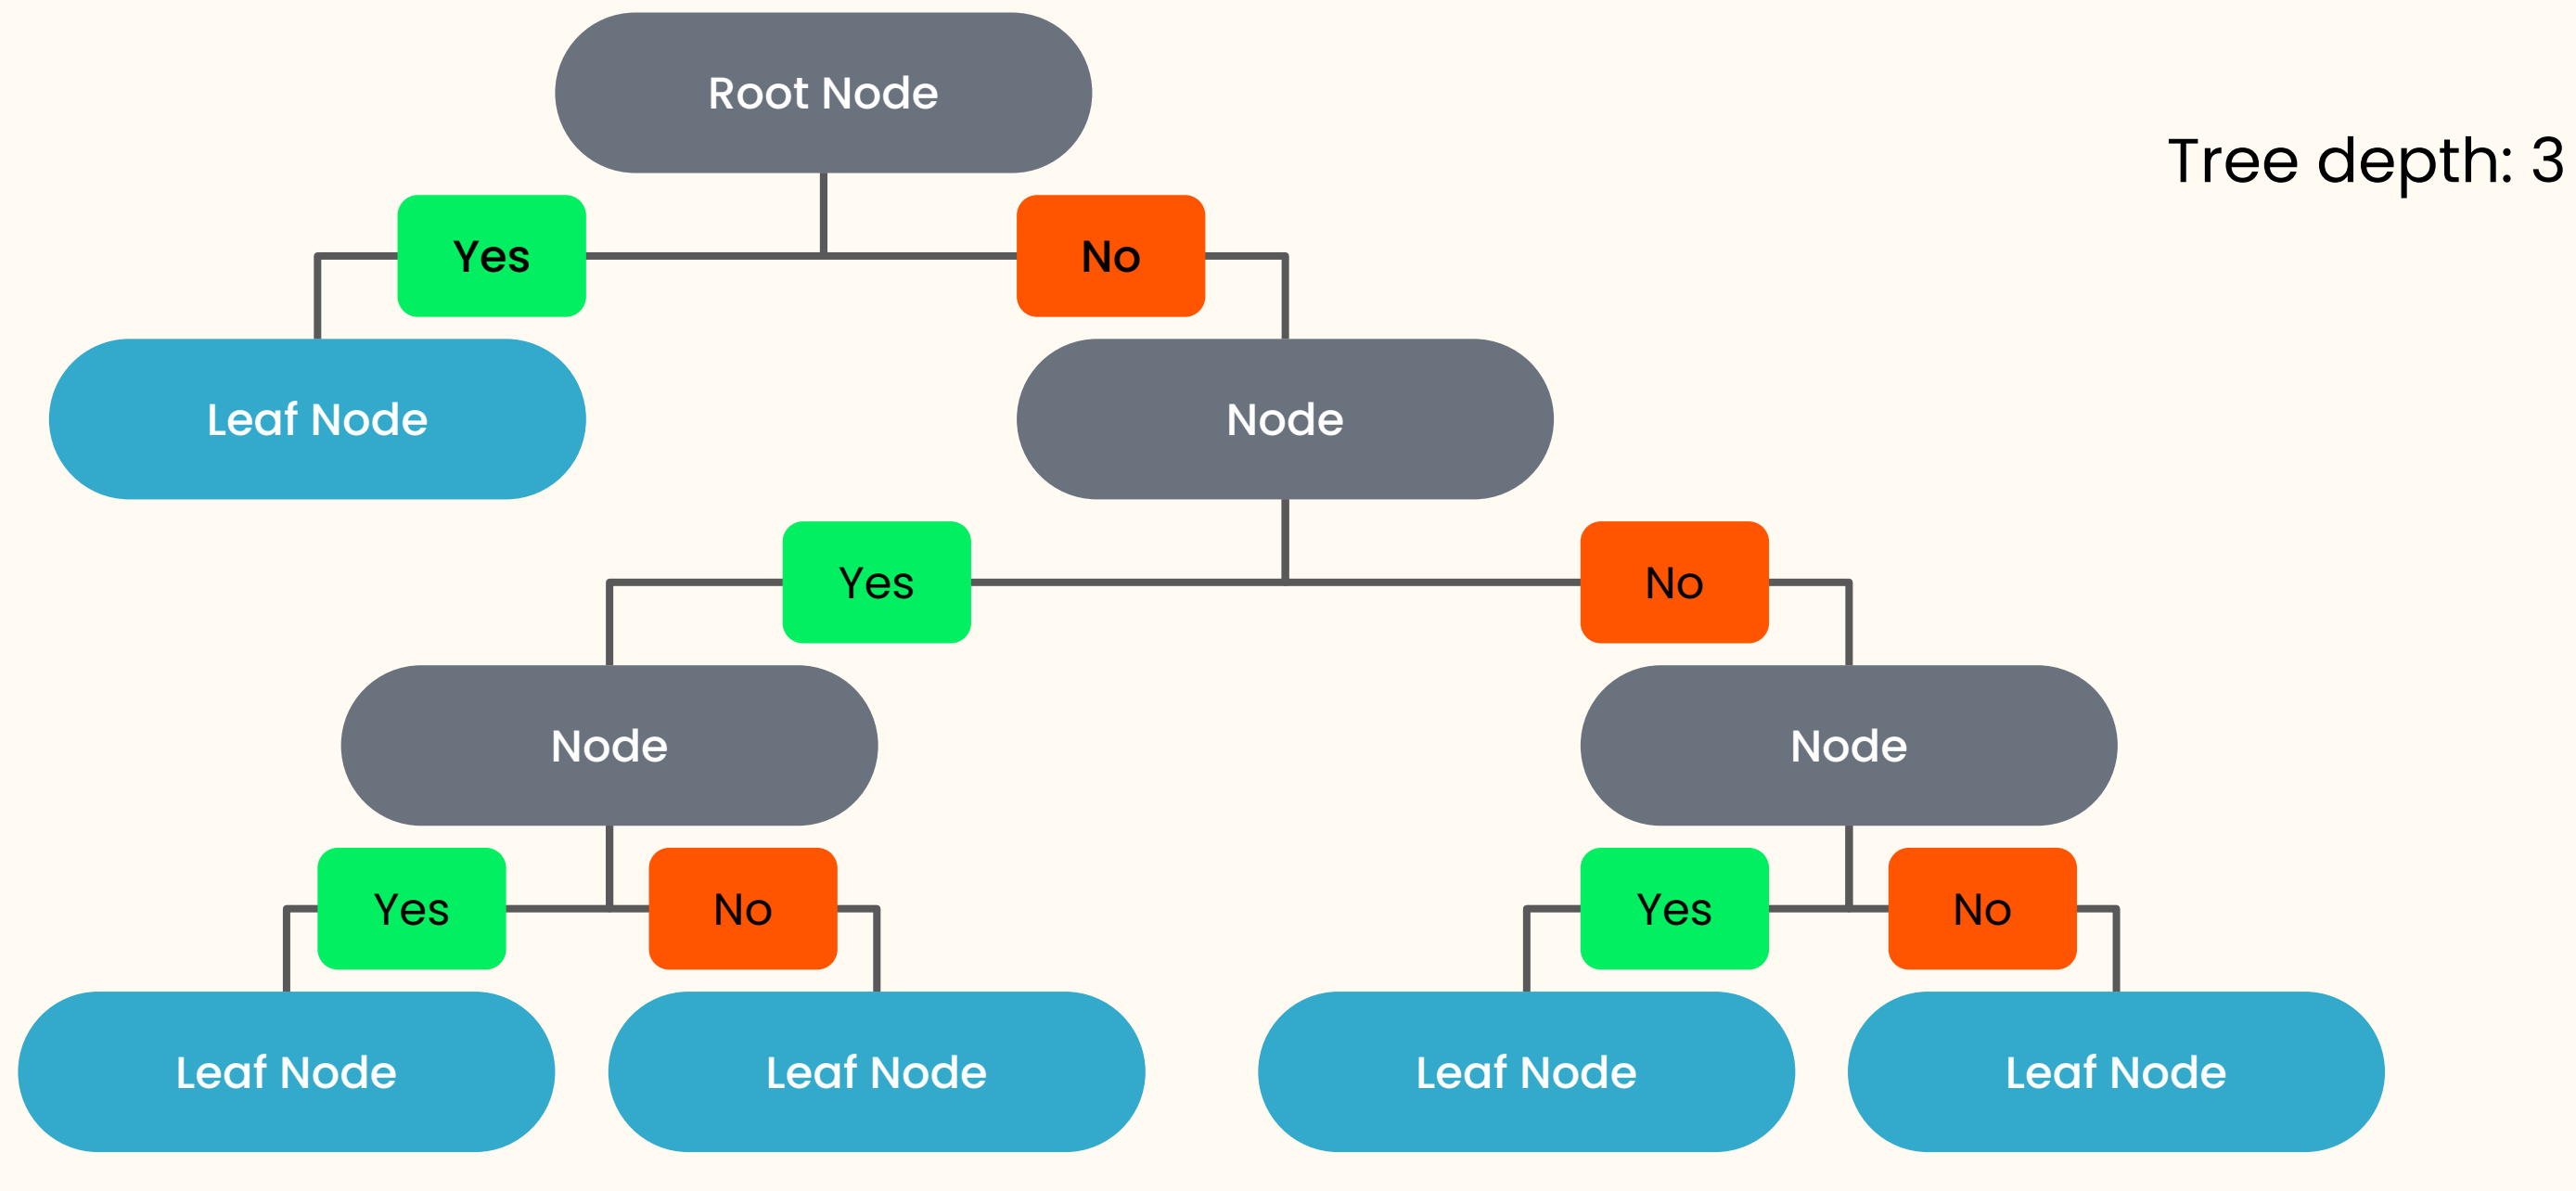 Root Node
Tree depth: 3
Yes
No
Leaf Node
Node
Yes
No
Node
Node
Yes
No
Yes
No
Leaf Node
Leaf Node
Leaf Node
Leaf Node